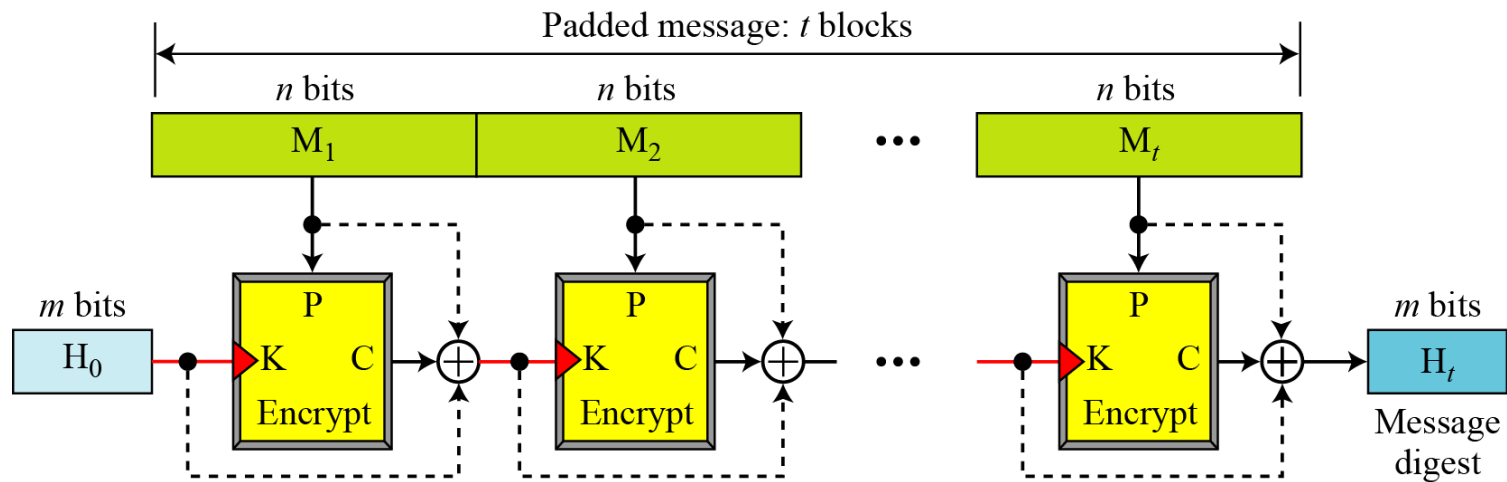 Padded message: t blocks
n bits n bits n bits
M₁ M₂ ••• Mₜ
m bits P P P m bits
H₀ K C K C ••• K C Hₜ
Encrypt Encrypt Encrypt Message
digest